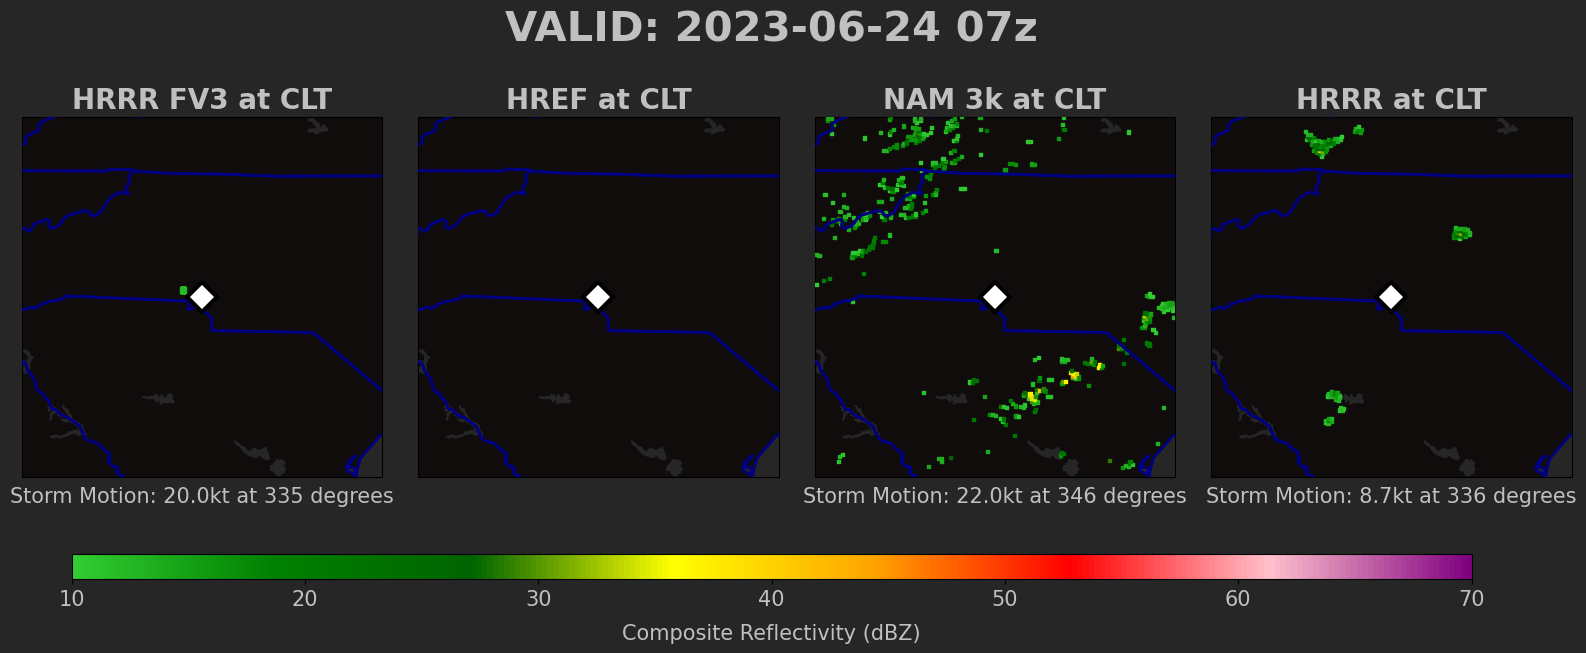 VALID: 2023-06-24 07z
HRRR FV3 at CLT
HREF at CLT
NAM 3k at CLT
HRRR at CLT
Storm Motion: 20.0kt at 335 degrees
Storm Motion: 22.0kt at 346 degrees
Storm Motion: 8.7kt at 336 degrees
10 20 30 40 50 60 70
Composite Reflectivity (dBZ)